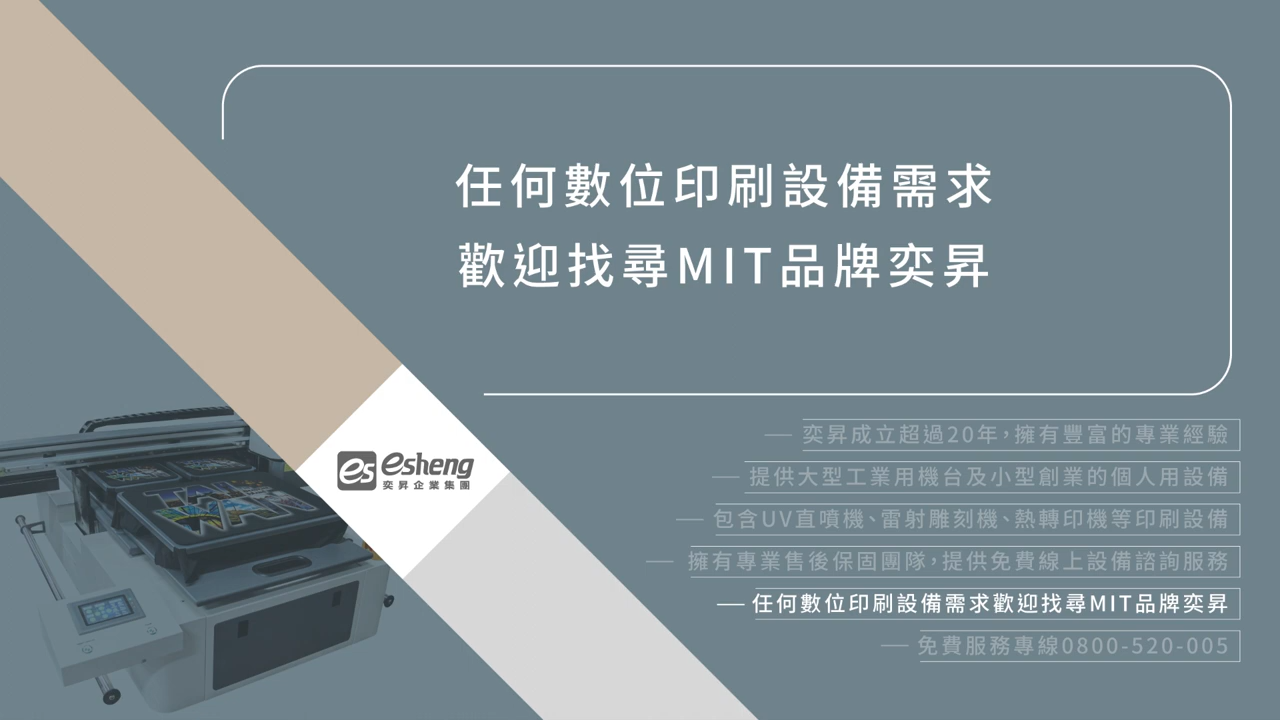 任何數位印刷設備需求
歡迎找尋MIT品牌奕昇
奕昇成立超過20年，擁有豐富的專業經驗
提供大型工業用機台及小型創業的個人用設備
包含UV直噴機、雷射雕刻機、熱轉印機等印刷設備
擁有專業售後保固團隊，提供免費線上設備諮詢服務
任何數位印刷設備需求歡迎找尋MIT品牌奕昇
免費服務專線0800-520-005
es esheng
奕昇企業集團
TAIWAN